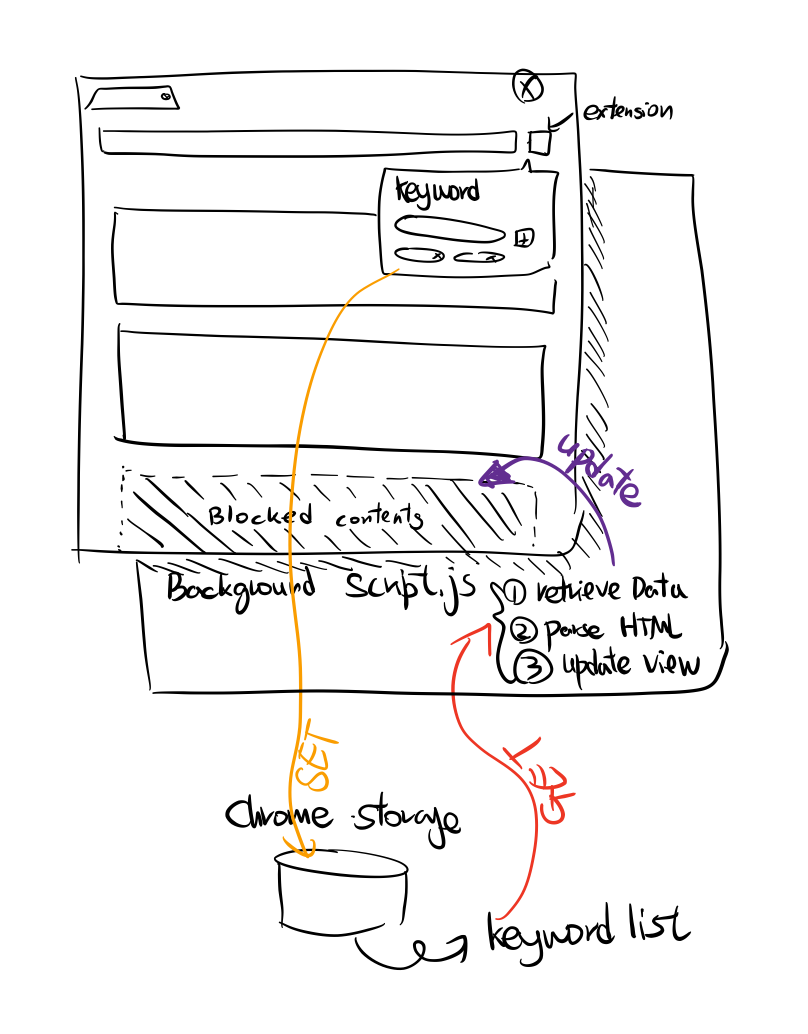 extension
keyword
update
Blocked contents
Background Script.js
① retrieve Data
② parse HTML
③ update view
SET
GET
Chrome storage
keyword list